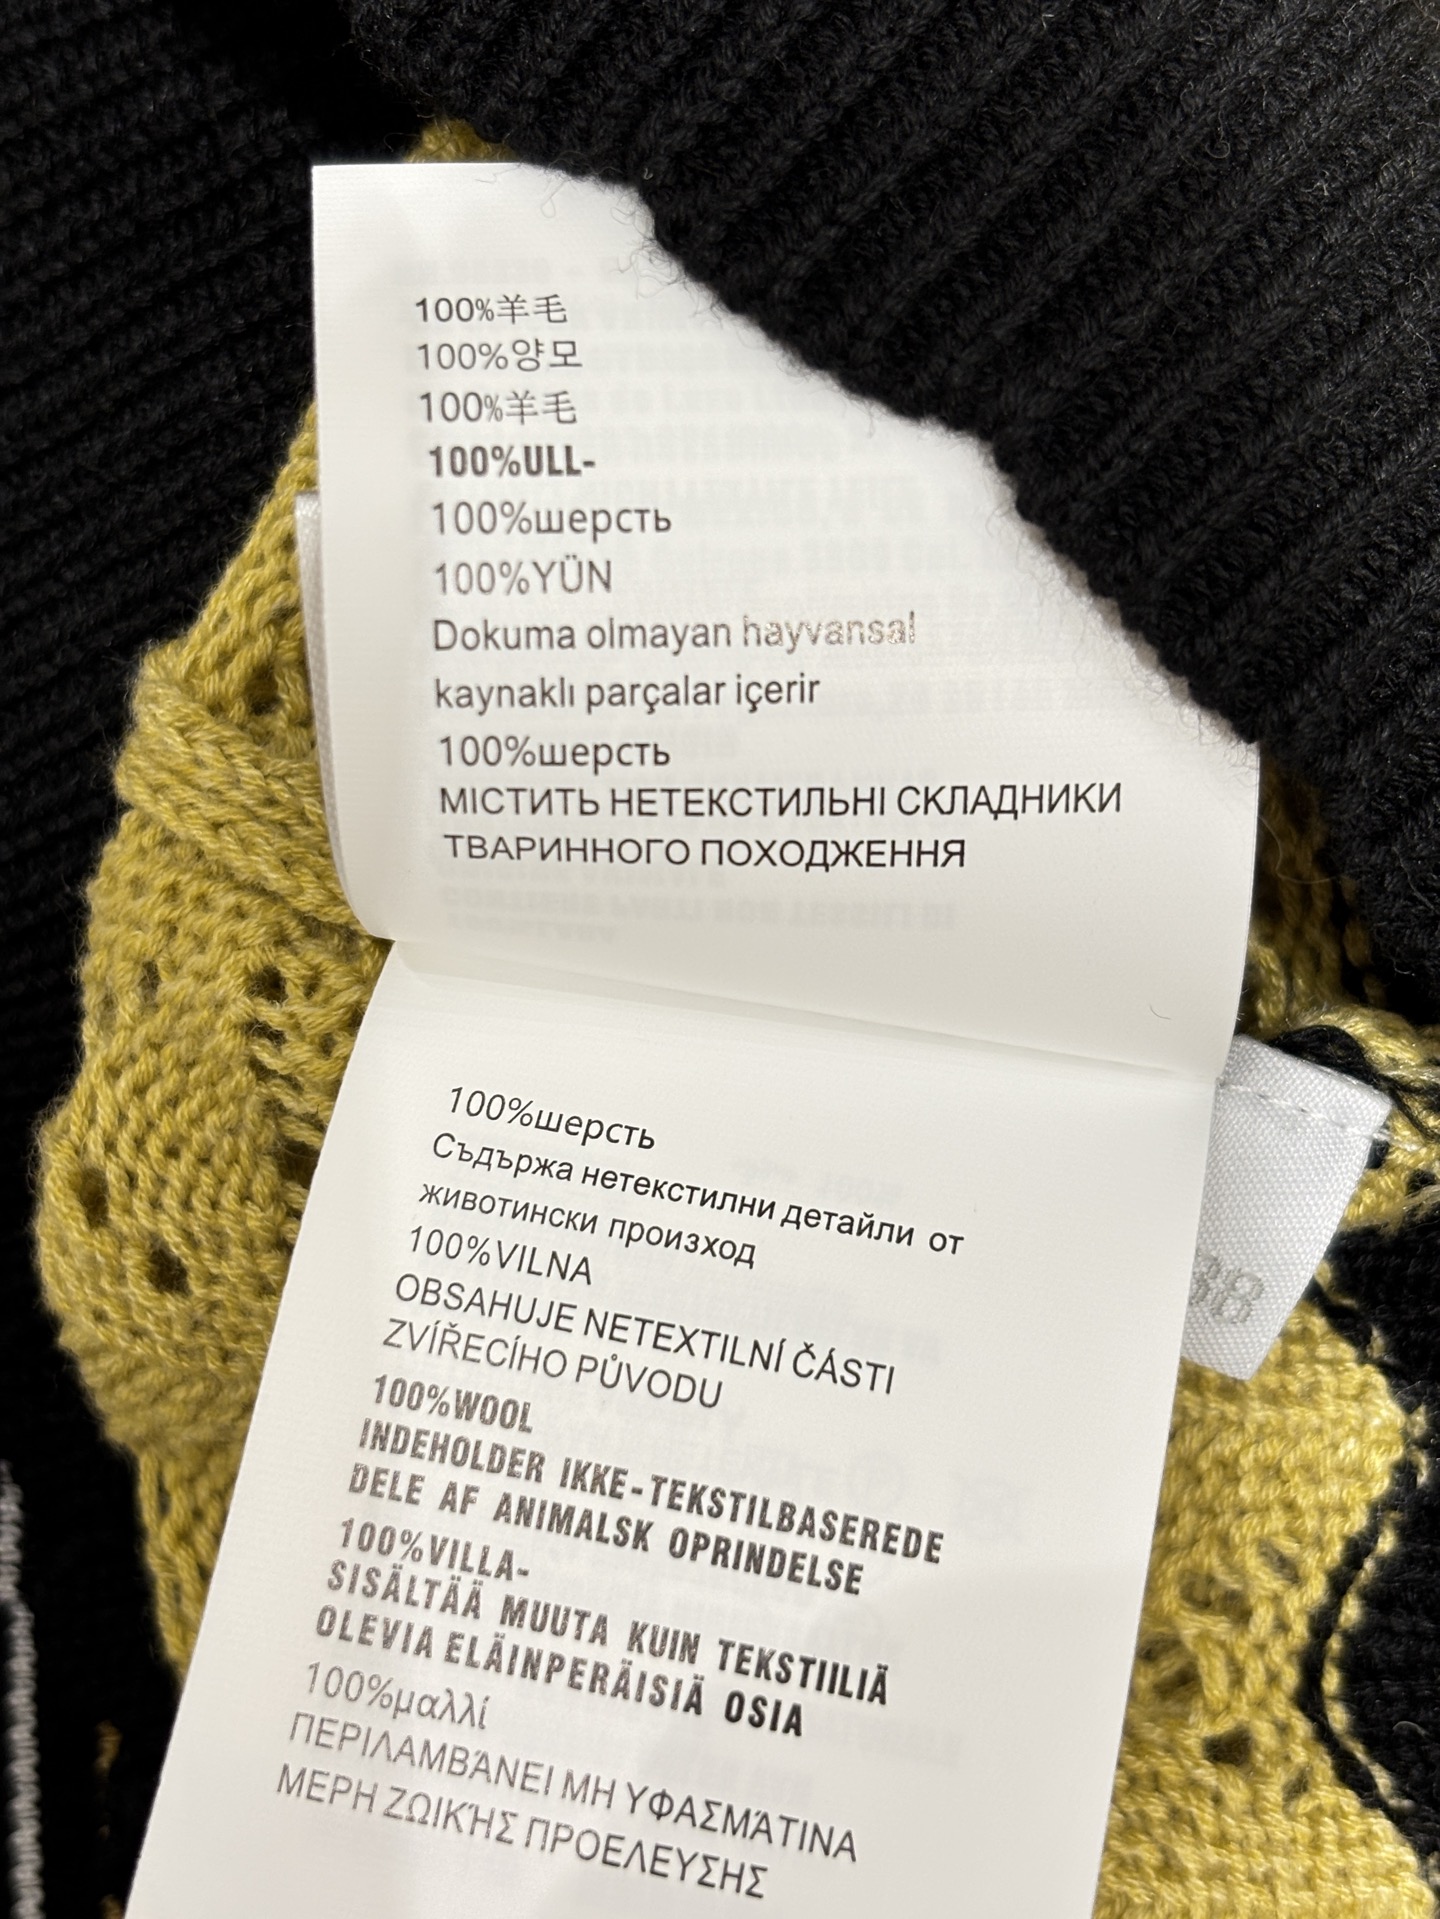 100%羊毛
100%양모
100%羊毛
100%ULL-
100%шерсть
100%YÜN
Dokuma olmayan hayvansal
kaynaklı parçalar içerir
100%шерсть
МІСТИТЬ НЕТЕКСТИЛЬНІ СКЛАДНИКИ
ТВАРИННОГО ПОХОДЖЕННЯ
100%шерсть
Съдържа нетекстилни детайли от
животински произход
100%VILNA
OBSAHUJE NETEXTILNÍ ČÁSTI
ZVÍŘECÍHO PŮVODU
100%WOOL
INDEHOLDER IKKE-TEKSTILBASEREDE
DELE AF ANIMALSK OPRINDELSE
100%VILLA-
SISÄLTÄÄ MUUTA KUIN TEKSTIILIÄ
OLEVIA ELÄINPERÄISIÄ OSIA
100%μαλλί
ΠΕΡΙΛΑΜΒΆΝΕΙ ΜΗ ΥΦΑΣΜΆΤΙΝΑ
ΜΕΡΗ ΖΩΙΚΉΣ ΠΡΟΕΛΕΥΣΗΣ